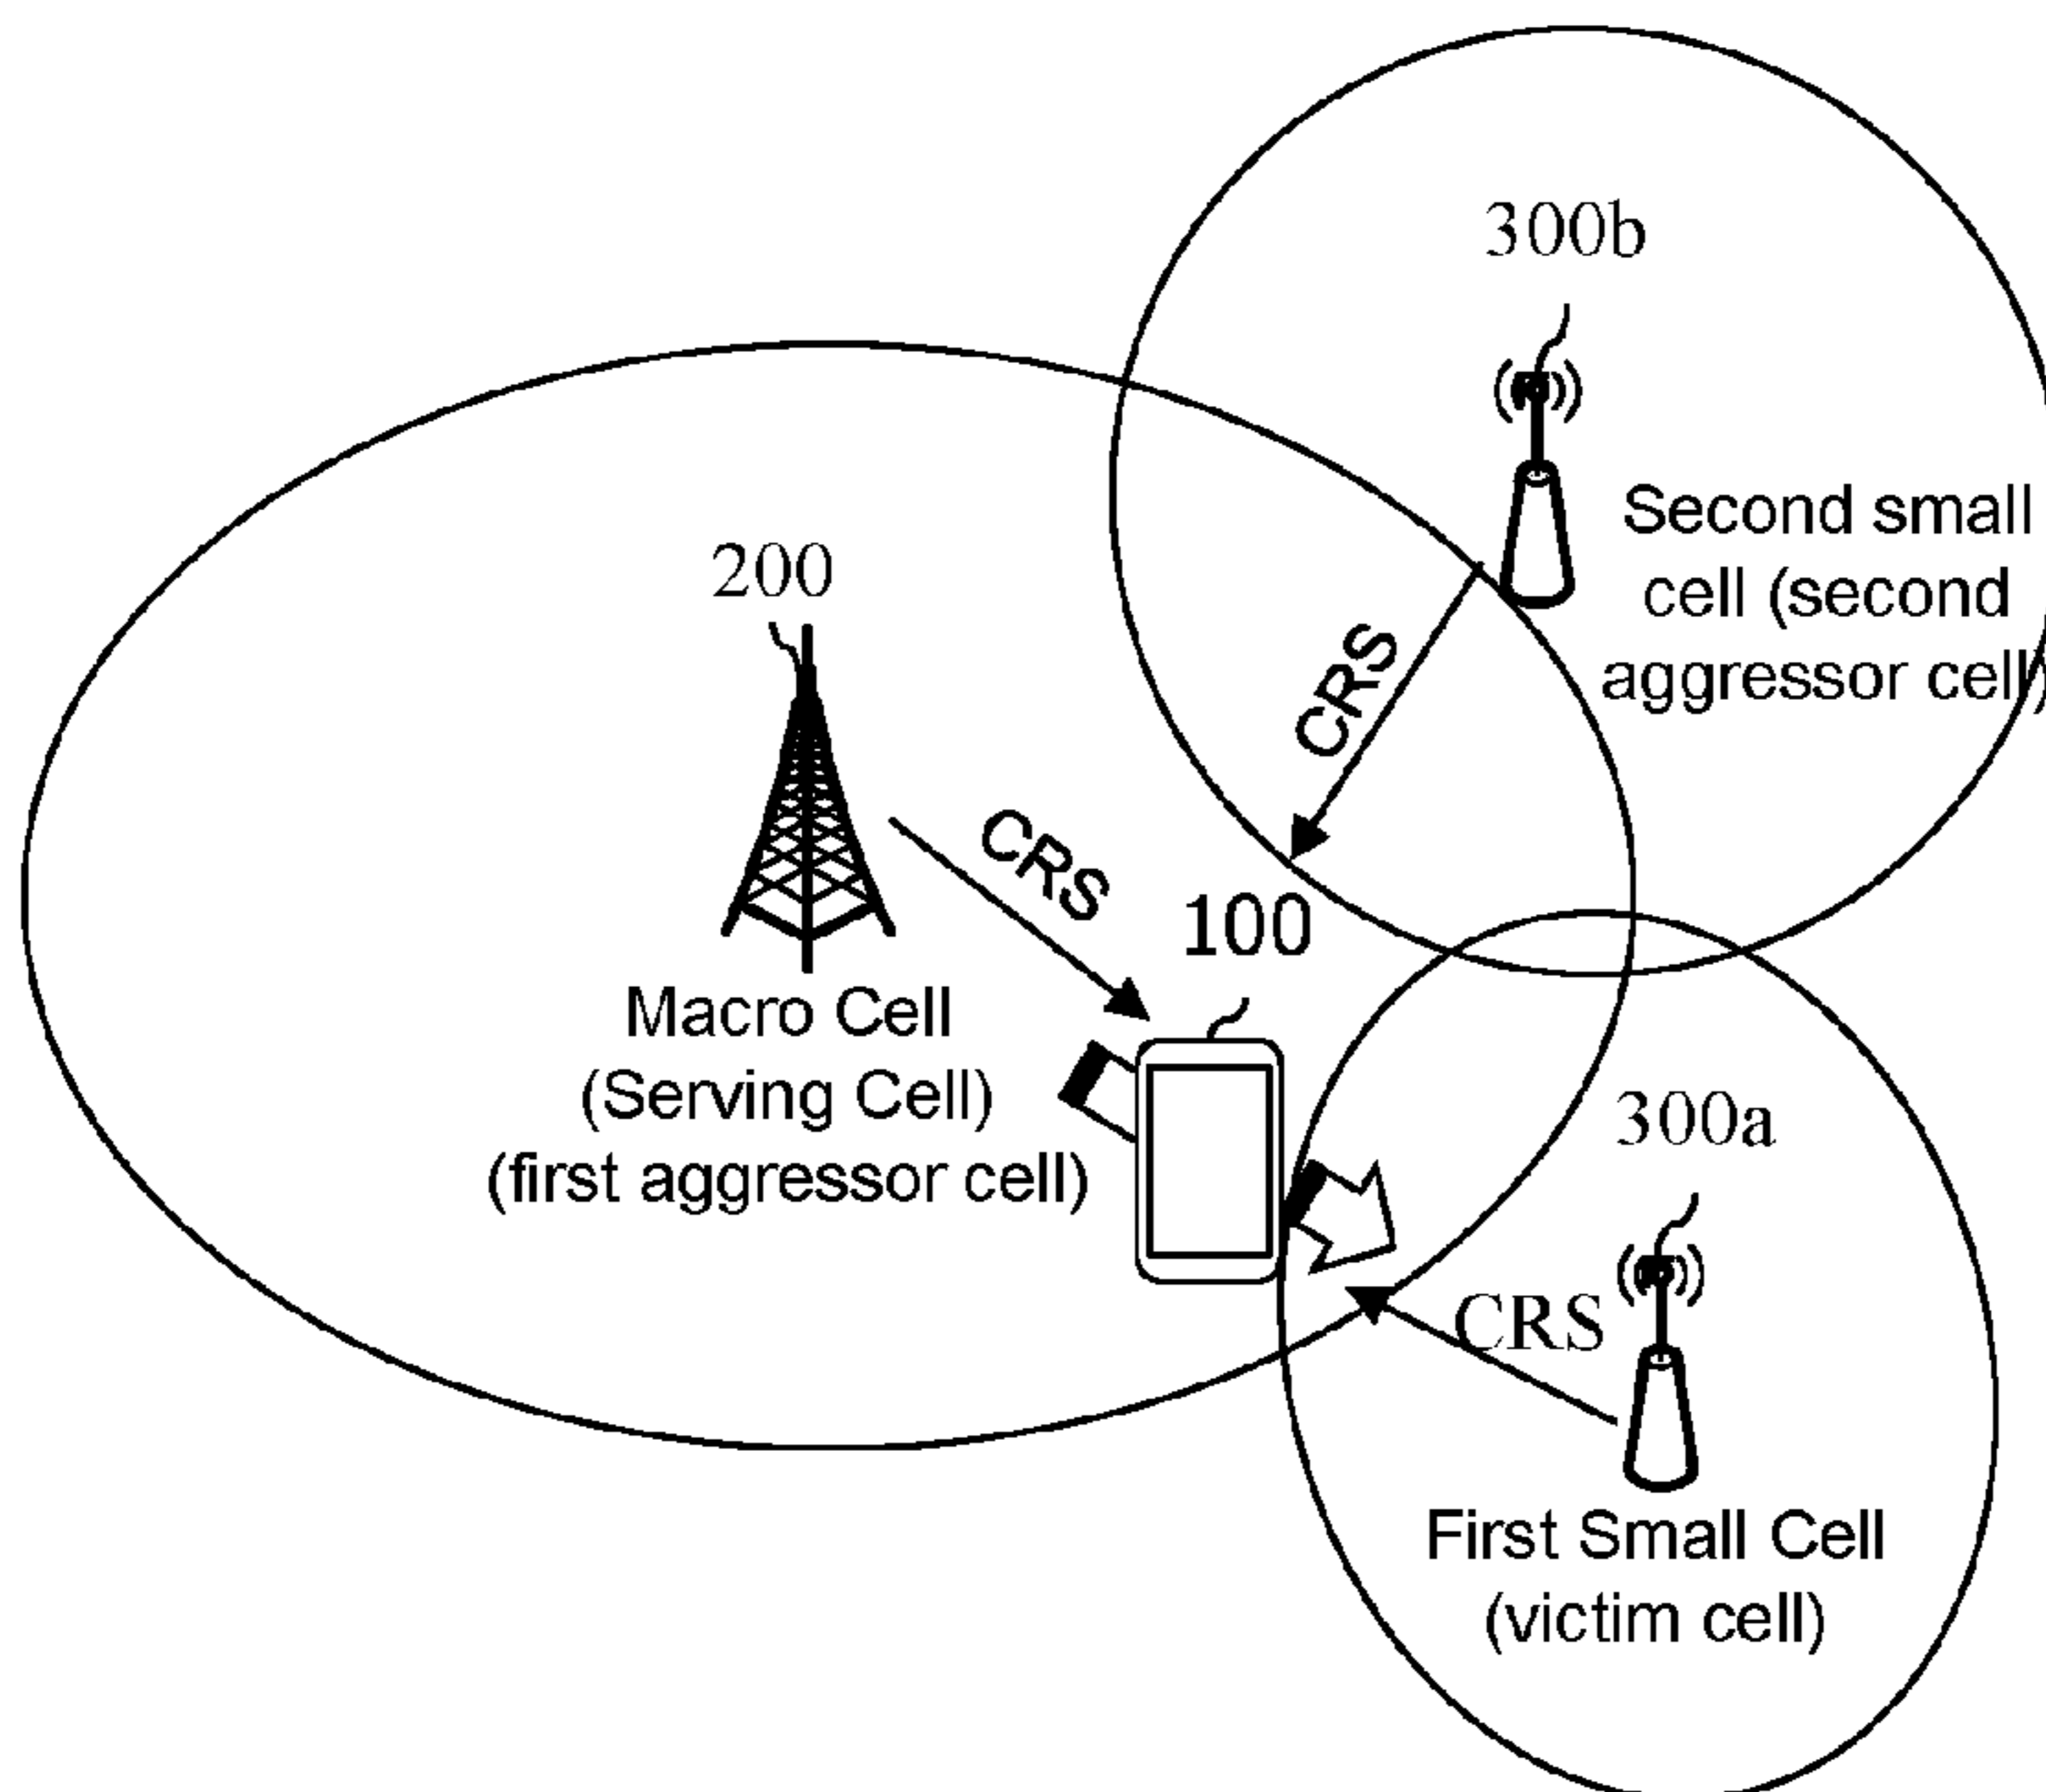 300b
Second small
cell (second
aggressor cell)
CRS
200
CRS
100
Macro Cell
(Serving Cell)
(first aggressor cell)
300a
CRS
First Small Cell
(victim cell)